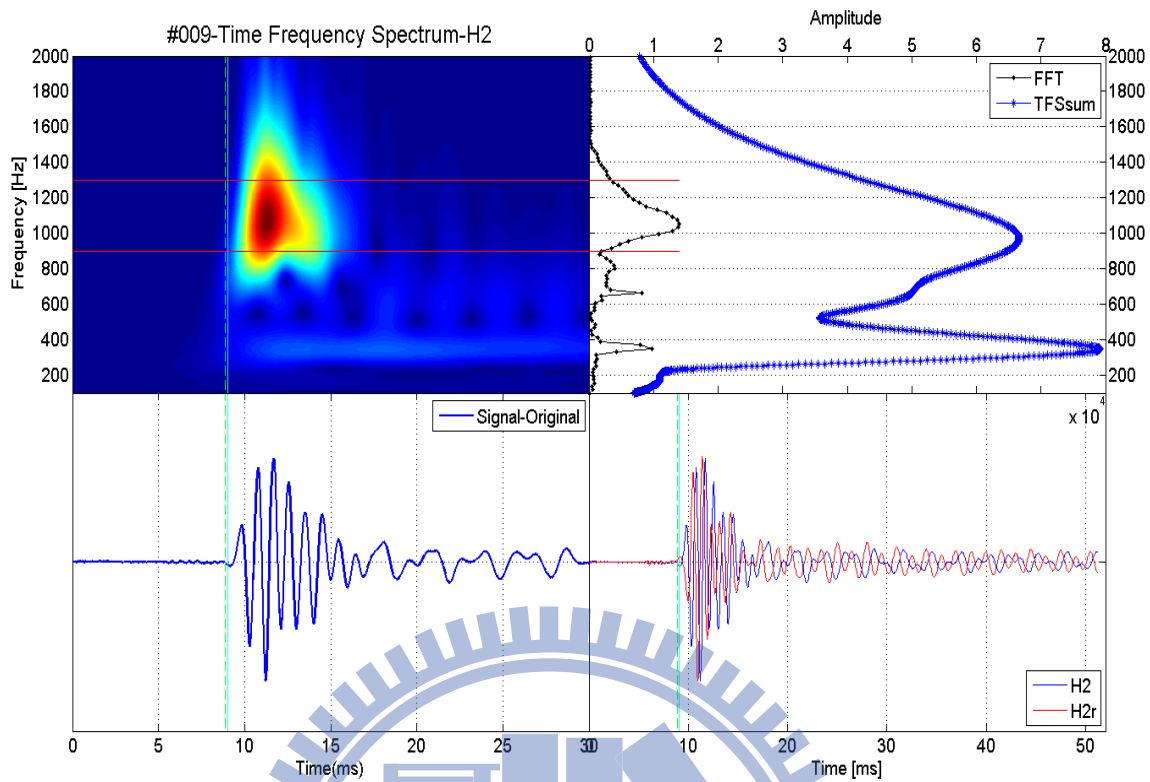 #009-Time Frequency Spectrum-H2
Amplitude
0 1 2 3 4 5 6 7 8
Frequency [Hz]
2000
1800
1600
1400
1200
1000
800
600
400
200
FFT
TFSsum
2000
1800
1600
1400
1200
1000
800
600
400
200
Signal-Original
x 10^4
H2
H2r
0 5 10 15 20 25 30
Time(ms)
0 10 20 30 40 50
Time [ms]